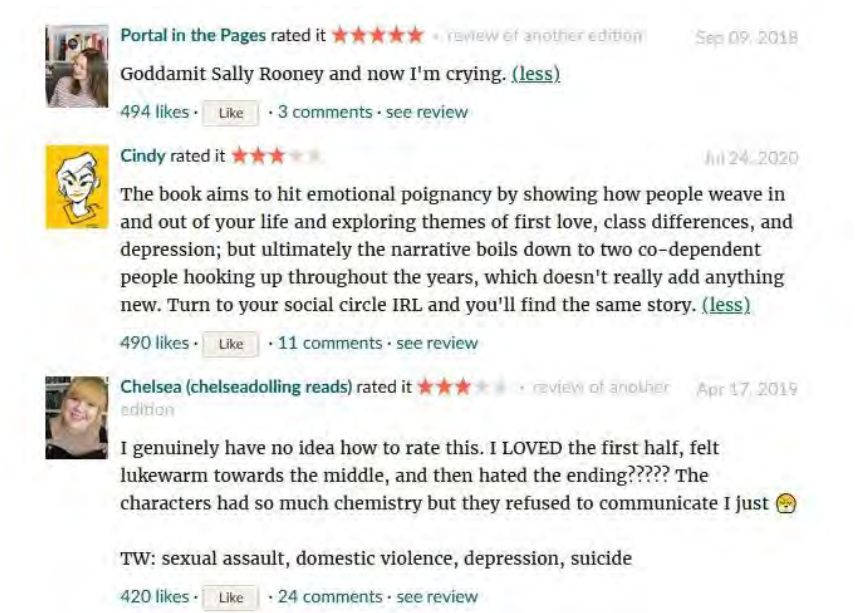 Portal in the Pages rated it · review of another edition Sep 09, 2018
Goddamit Sally Rooney and now I'm crying. (less)
494 likes · Like · 3 comments · see review
Cindy rated it Jul 24, 2020
The book aims to hit emotional poignancy by showing how people weave in
and out of your life and exploring themes of first love, class differences, and
depression; but ultimately the narrative boils down to two co-dependent
people hooking up throughout the years, which doesn't really add anything
new. Turn to your social circle IRL and you'll find the same story. (less)
490 likes · Like · 11 comments · see review
Chelsea (chelseadolling reads) rated it · review of another Apr 17, 2019
edition
I genuinely have no idea how to rate this. I LOVED the first half, felt
lukewarm towards the middle, and then hated the ending????? The
characters had so much chemistry but they refused to communicate I just 😤
TW: sexual assault, domestic violence, depression, suicide
420 likes · Like · 24 comments · see review